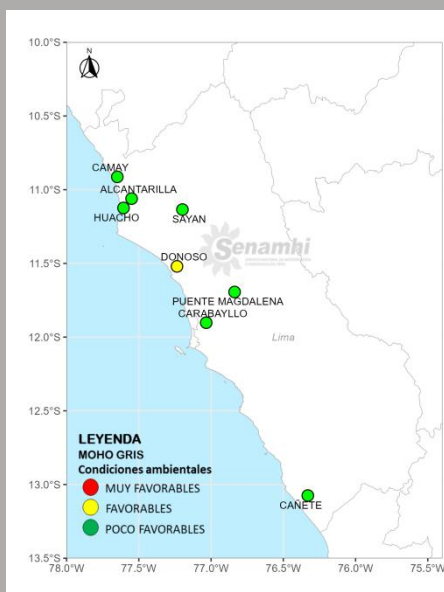 N
10.0°S
10.5°S
11.0°S
11.5°S
12.0°S
12.5°S
13.0°S
13.5°S
CAMAY
ALCANTARILLA
HUACHO
SAYAN
Senamhi
DONOSO
PUENTE MAGDALENA
CARABAYLLO
Lima
CAÑETE
LEYENDA
MOHO GRIS
Condiciones ambientales
MUY FAVORABLES
FAVORABLES
POCO FAVORABLES
78.0°W 77.5°W 77.0°W 76.5°W 76.0°W 75.5°W